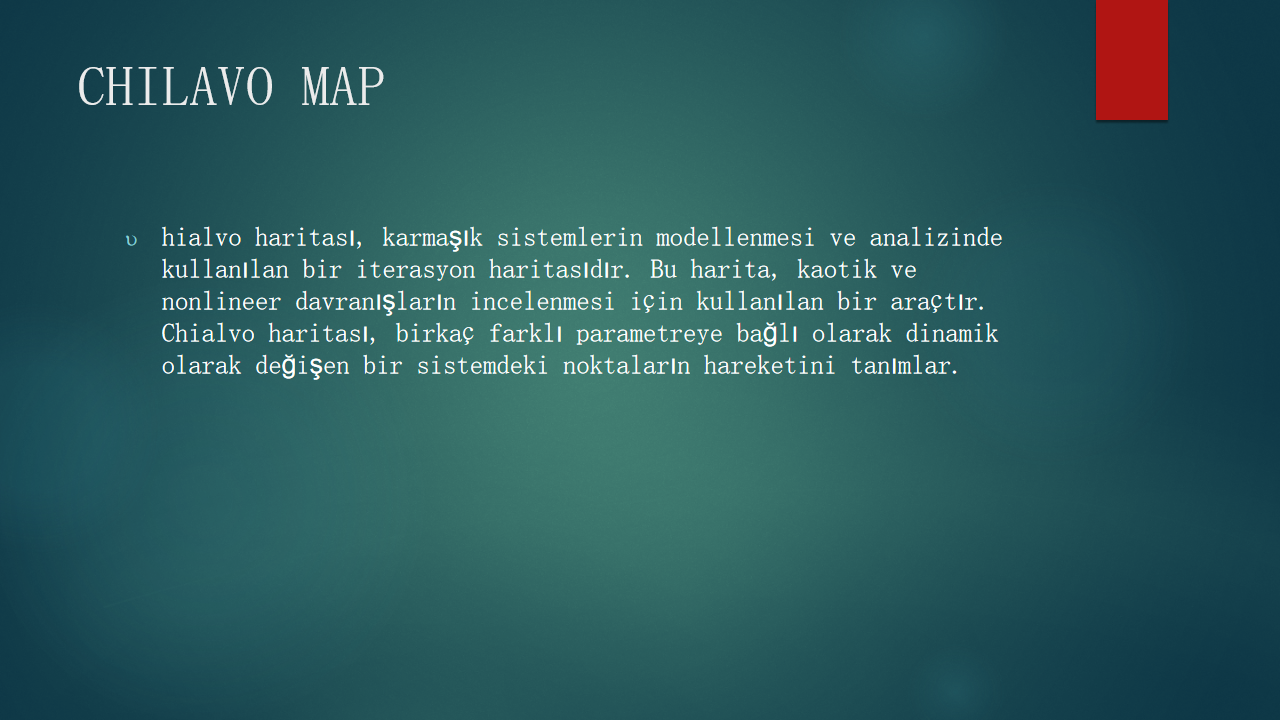 CHILAVO MAP
hialvo haritası, karmaşık sistemlerin modellenmesi ve analizinde
kullanılan bir iterasyon haritasıdır. Bu harita, kaotik ve
nonlineer davranışların incelenmesi için kullanılan bir araçtır.
Chialvo haritası, birkaç farklı parametreye bağlı olarak dinamik
olarak değişen bir sistemdeki noktaların hareketini tanımlar.